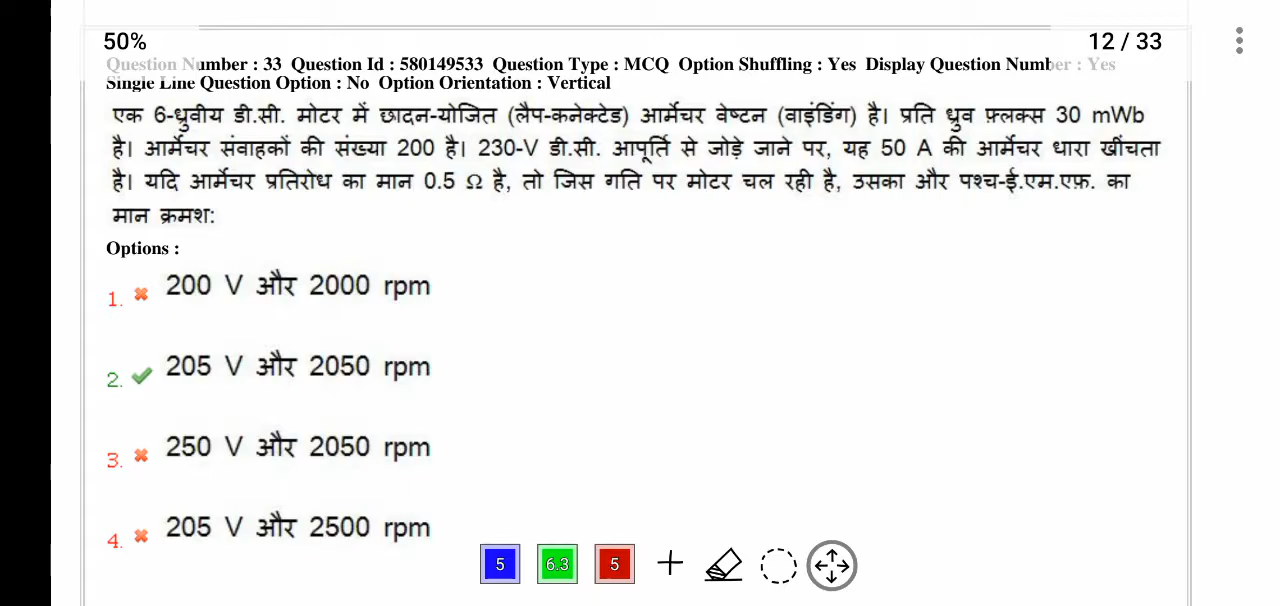 50%
12 / 33
Question Number : 33 Question Id : 580149533 Question Type : MCQ Option Shuffling : Yes Display Question Number : Yes
Single Line Question Option : No Option Orientation : Vertical
एक 6-ध्रुवीय डी.सी. मोटर में छादन-योजित (लैप-कनेक्टेड) आर्मेचर वेष्टन (वाइंडिंग) है। प्रति ध्रुव फ़्लक्स 30 mWb
है। आर्मेचर संवाहकों की संख्या 200 है। 230-V डी.सी. आपूर्ति से जोड़े जाने पर, यह 50 A की आर्मेचर धारा खींचता
है। यदि आर्मेचर प्रतिरोध का मान 0.5 Ω है, तो जिस गति पर मोटर चल रही है, उसका और पश्च-ई.एम.एफ़. का
मान क्रमश:
Options :
1. 200 V और 2000 rpm
2. 205 V और 2050 rpm
3. 250 V और 2050 rpm
4. 205 V और 2500 rpm
5 6.3 5